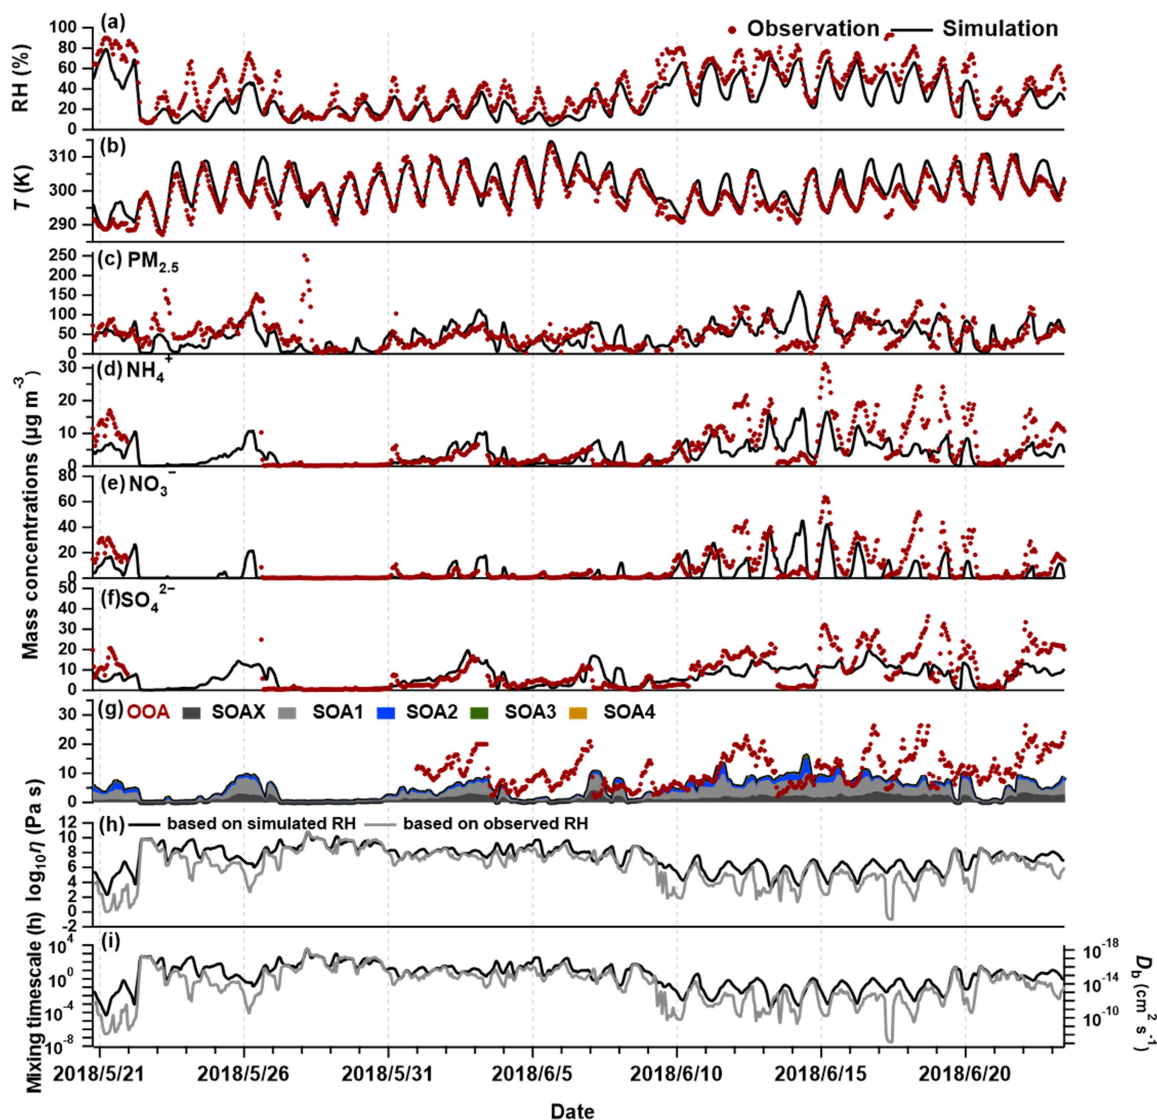 (a)
Observation
Simulation
RH (%)
100
80
60
40
20
0
(b)
T (K)
310
300
290
Mass concentrations (µg m⁻³)
(c) PM₂.₅
250
200
150
100
50
0
(d) NH₄⁺
30
20
10
0
(e) NO₃⁻
80
60
40
20
0
(f) SO₄²⁻
50
40
30
20
10
0
(g) OOA SOAX SOA1 SOA2 SOA3 SOA4
30
20
10
0
(h) based on simulated RH based on observed RH
log₁₀η (Pa s)
12
10
8
6
4
2
0
-2
(i)
Mixing timescale (h)
10⁴
10⁰
10⁻⁴
10⁻⁸
10⁻¹⁸
10⁻¹⁴
10⁻¹⁰
D_b (cm² s⁻¹)
2018/5/21 2018/5/26 2018/5/31 2018/6/5 2018/6/10 2018/6/15 2018/6/20
Date